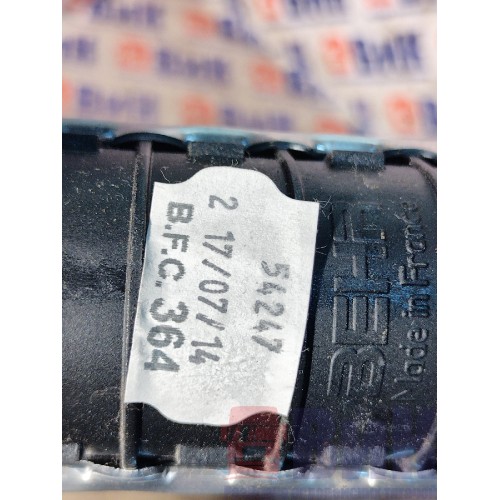 54247
2 17/07/14
B.F.C. 364
BEHR
Made in France